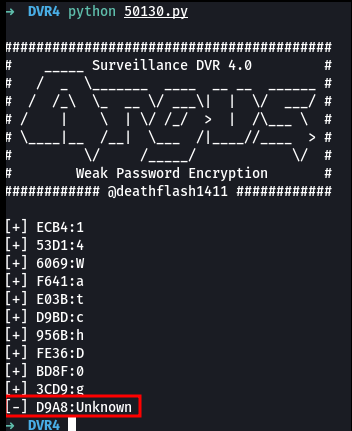 → DVR4 python 50130.py
##########################################
# _____ Surveillance DVR 4.0 #
# / _ \_______ ____ __ __ ______ #
# / /_\ \_ __ \/ ___\| | \/ ___/ #
# / | \ | \/ /_/ > | /\___ \ #
# \____|__ /__| \___ /|____//____ > #
# \/ /_____/ \/ #
# Weak Password Encryption #
############ @deathflash1411 ############
[+] ECB4:1
[+] 53D1:4
[+] 6069:W
[+] F641:a
[+] E03B:t
[+] D9BD:c
[+] 956B:h
[+] FE36:D
[+] BD8F:0
[+] 3CD9:g
[-] D9A8:Unknown
→ DVR4